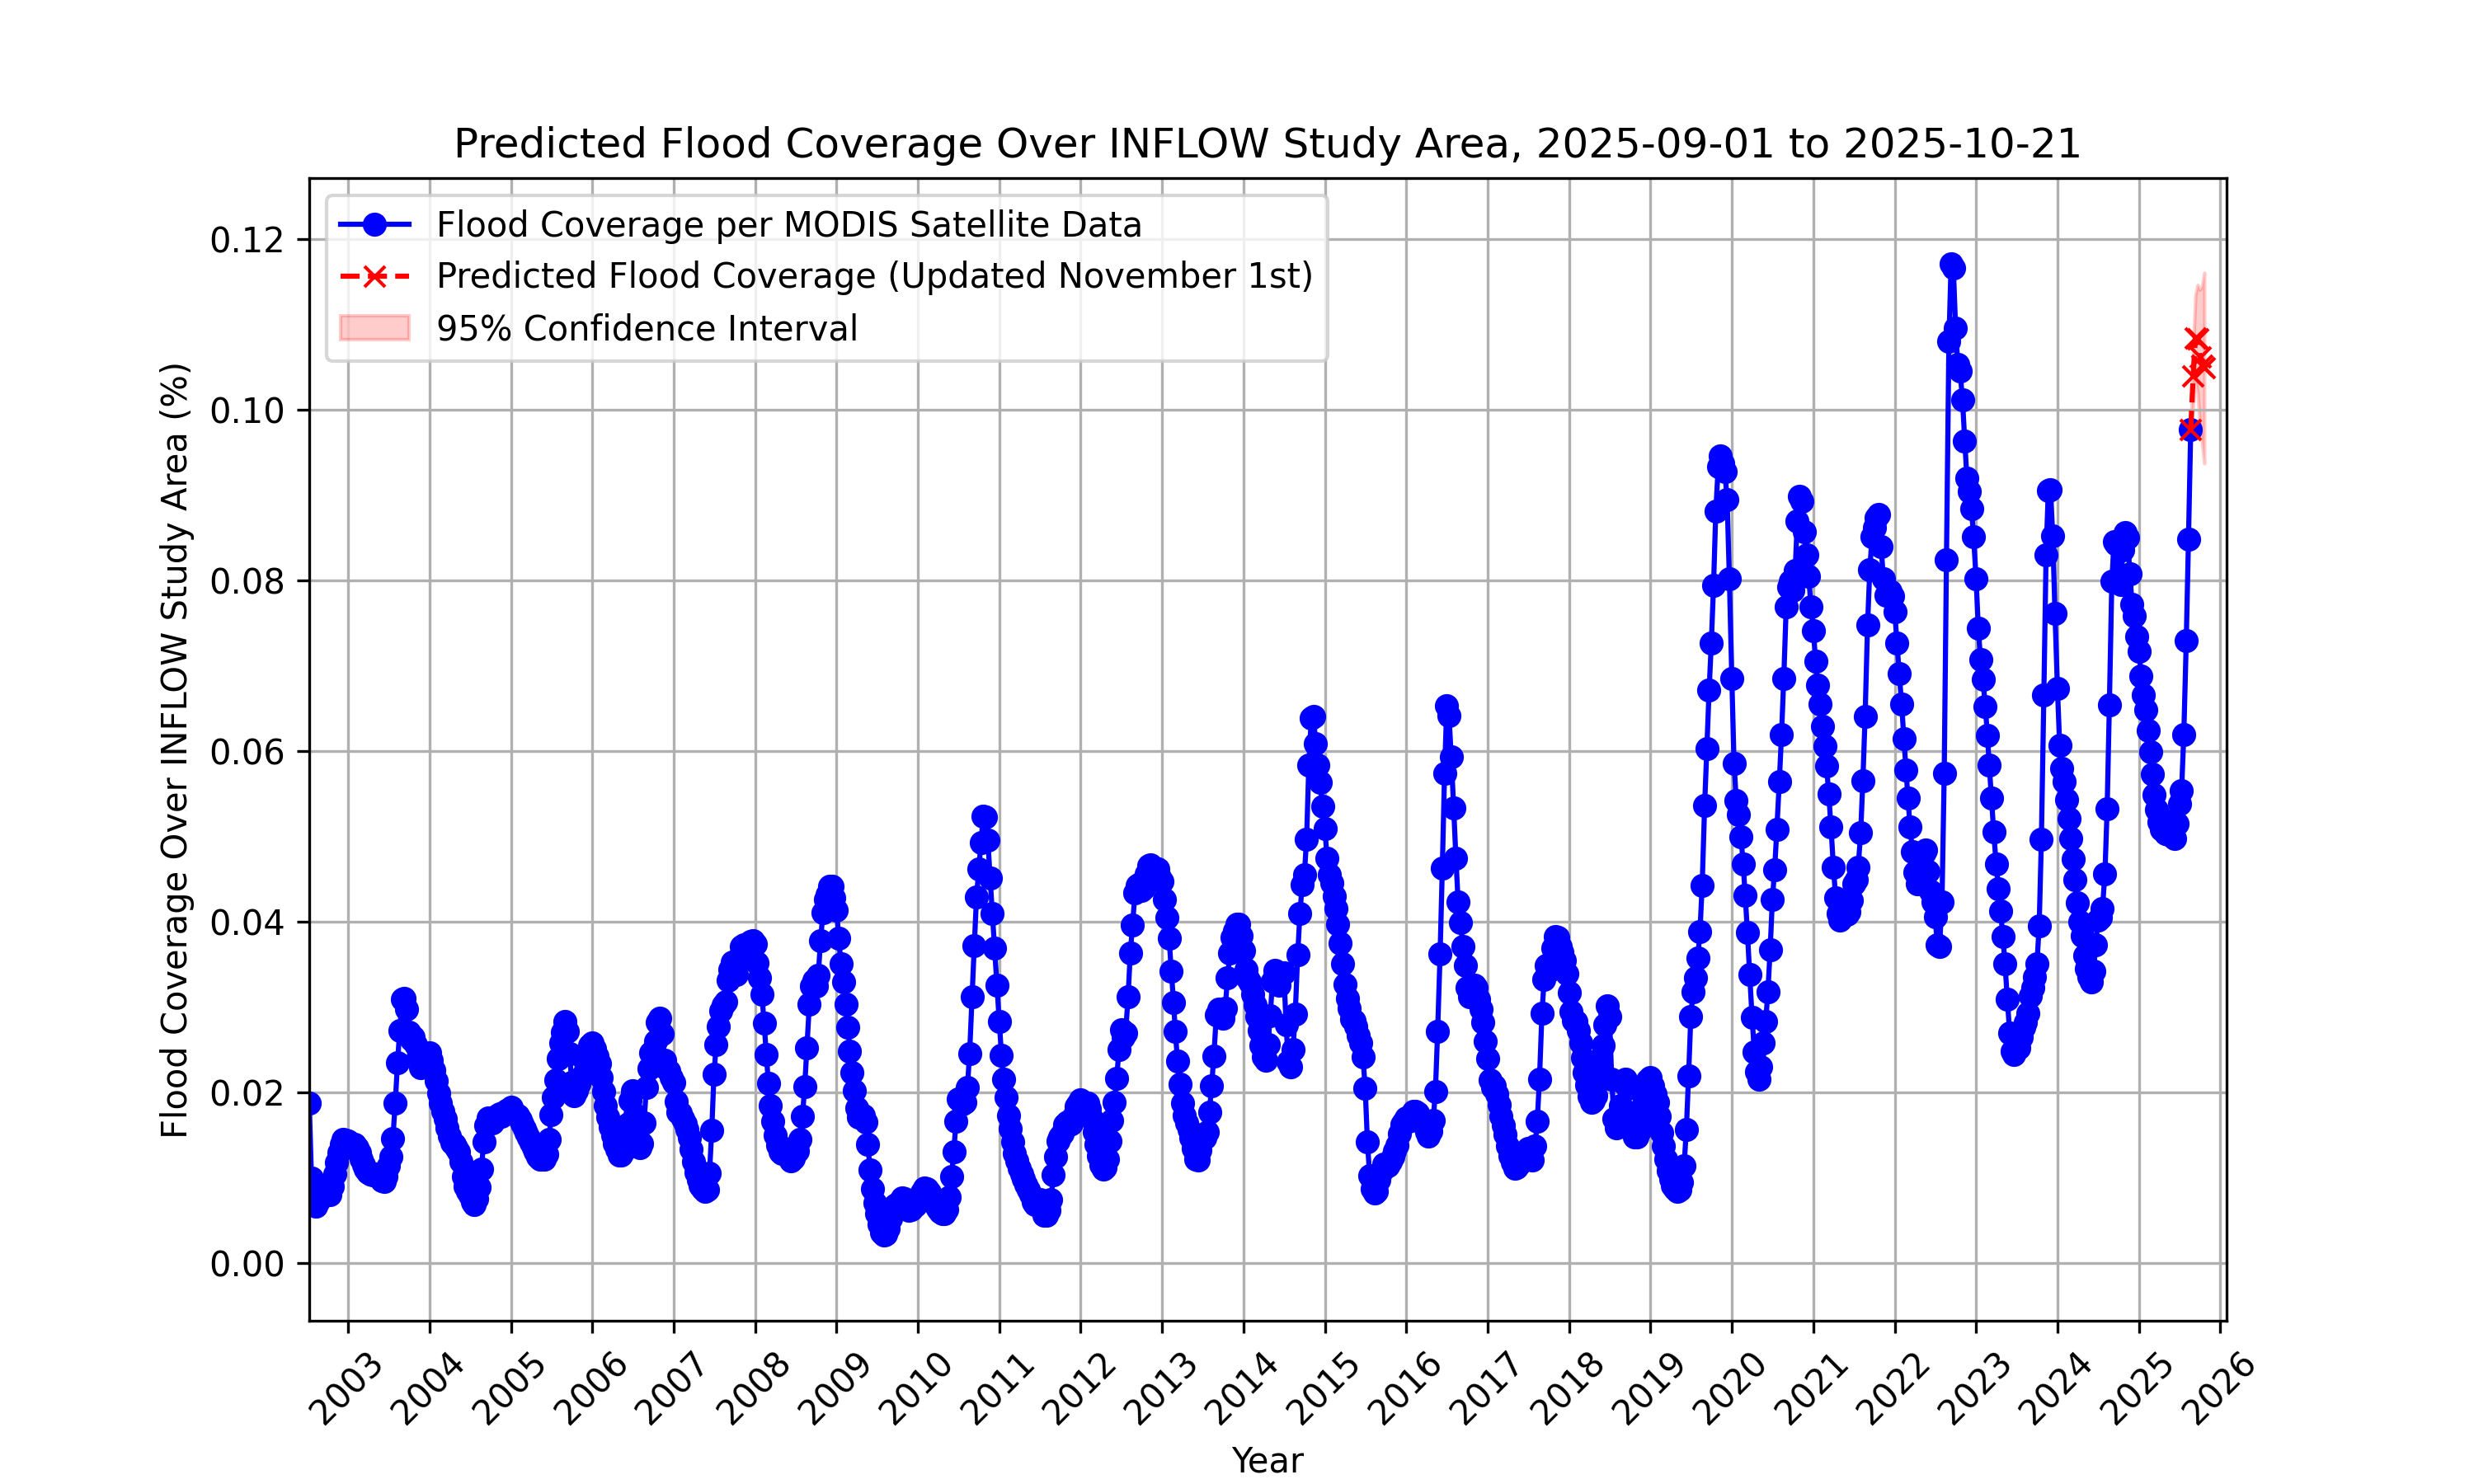 Predicted Flood Coverage Over INFLOW Study Area, 2025-09-01 to 2025-10-21
Flood Coverage per MODIS Satellite Data
Predicted Flood Coverage (Updated November 1st)
95% Confidence Interval
Flood Coverage Over INFLOW Study Area (%)
0.12
0.10
0.08
0.06
0.04
0.02
0.00
2003 2004 2005 2006 2007 2008 2009 2010 2011 2012 2013 2014 2015 2016 2017 2018 2019 2020 2021 2022 2023 2024 2025 2026
Year